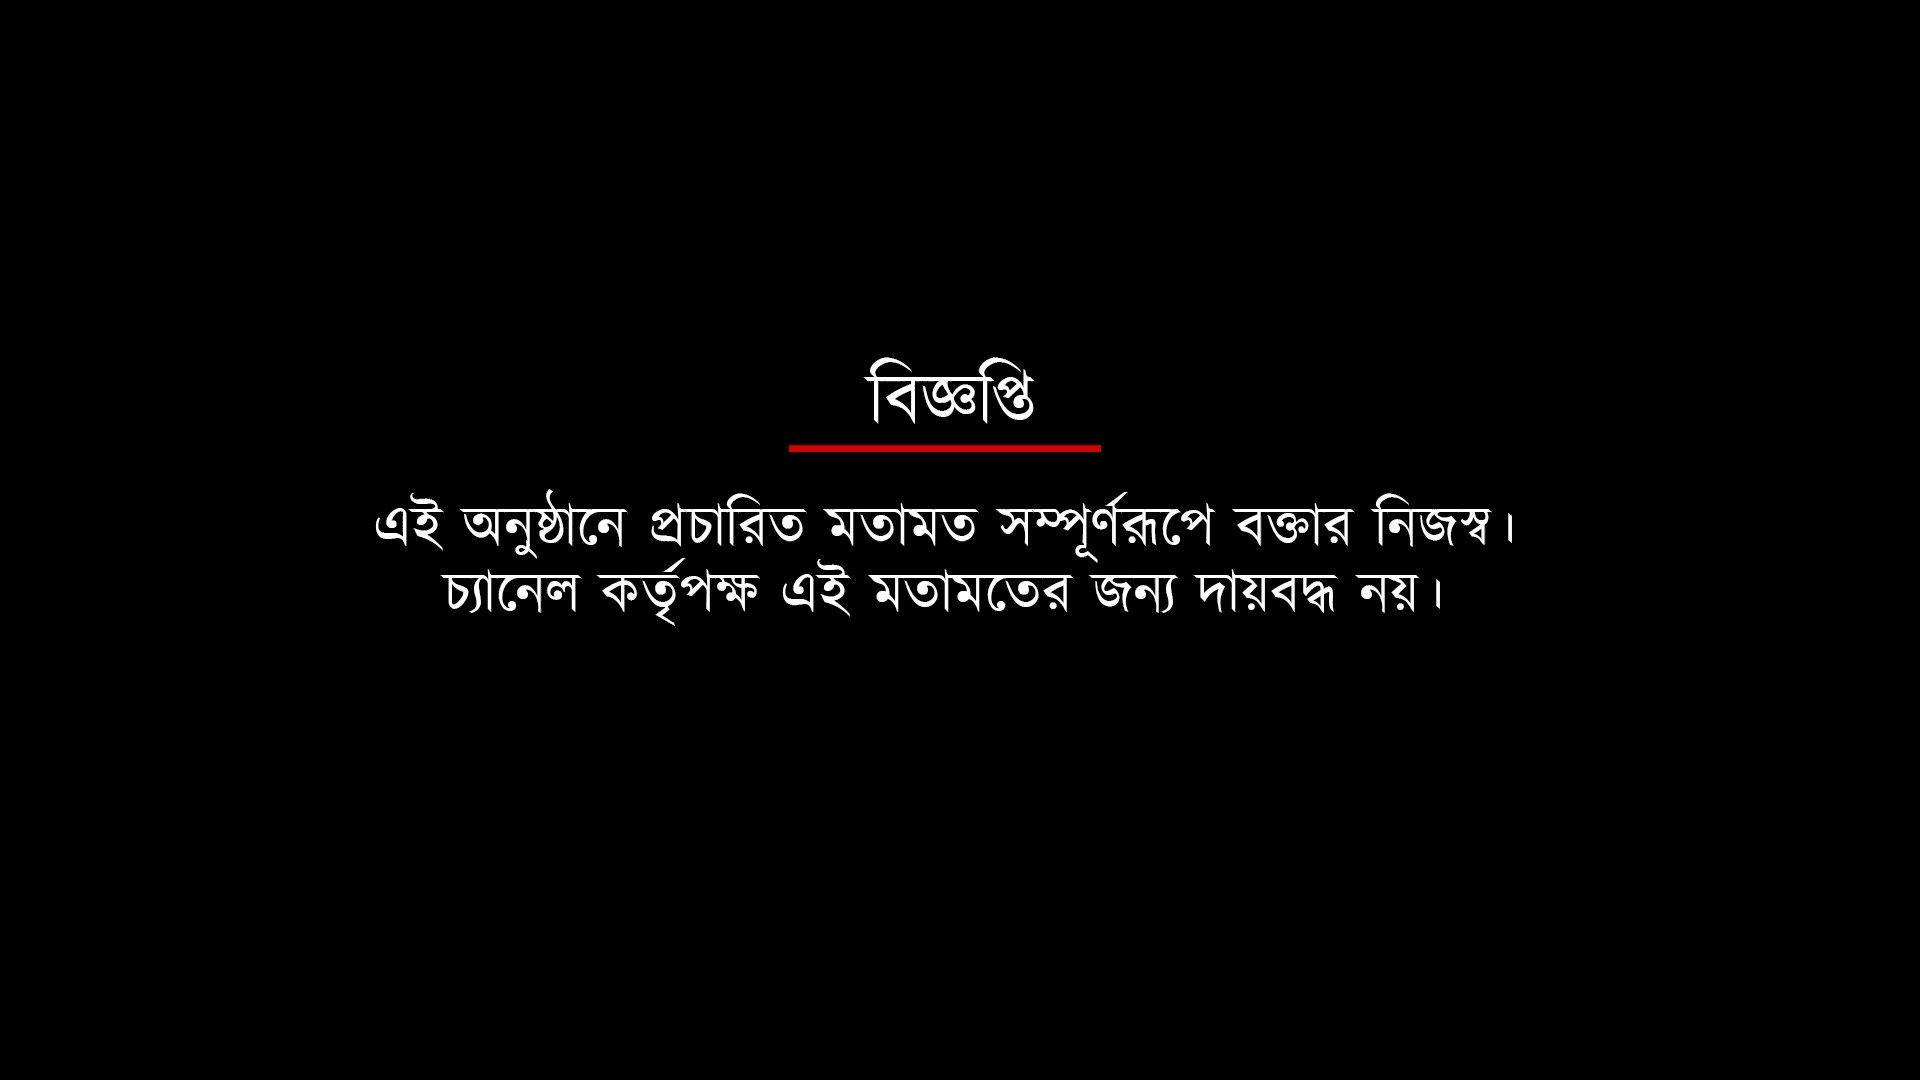 বিজ্ঞপ্তি
এই অনুষ্ঠানে প্রচারিত মতামত সম্পূর্ণরূপে বক্তার নিজস্ব।
চ্যানেল কর্তৃপক্ষ এই মতামতের জন্য দায়বদ্ধ নয়।